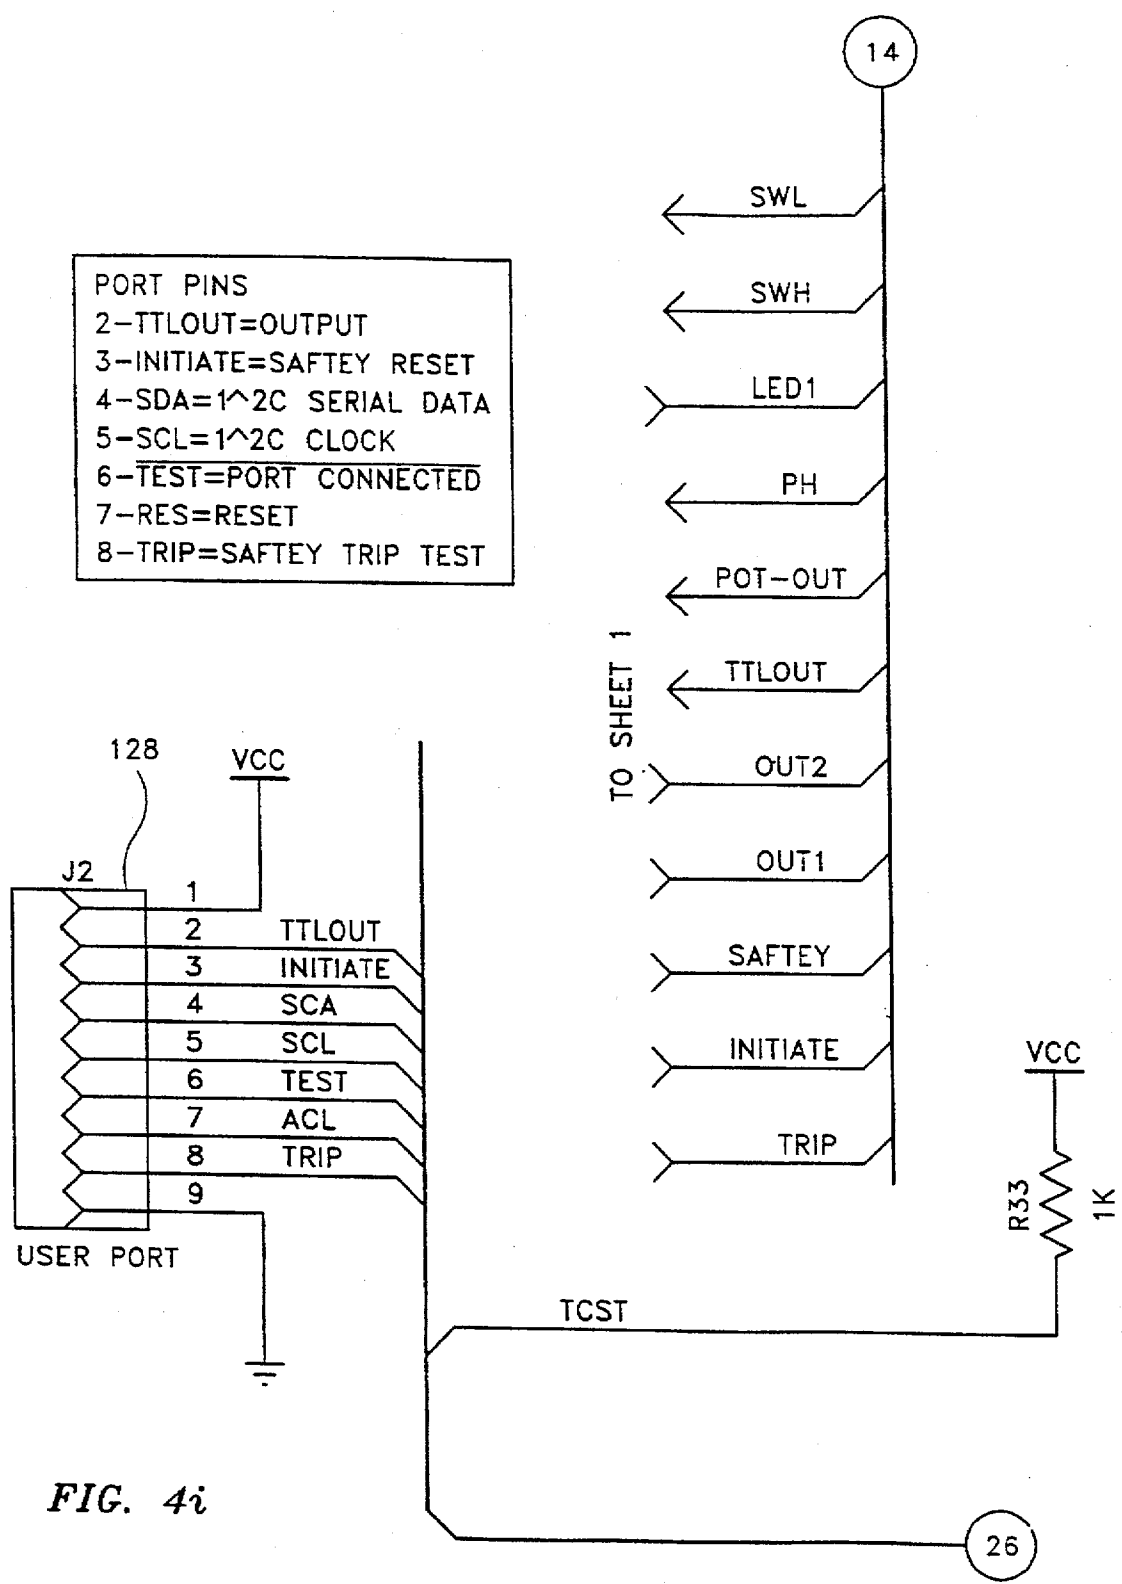 14
SWL
SWH
LED1
PH
POT-OUT
TTLOUT
OUT2
OUT1
SAFTEY
INITIATE
TRIP
TO SHEET 1
PORT PINS
2-TTLOUT=OUTPUT
3-INITIATE=SAFTEY RESET
4-SDA=1^2C SERIAL DATA
5-SCL=1^2C CLOCK
6-TEST=PORT CONNECTED
7-RES=RESET
8-TRIP=SAFTEY TRIP TEST
128
VCC
J2
1
2 TTLOUT
3 INITIATE
4 SCA
5 SCL
6 TEST
7 ACL
8 TRIP
9
USER PORT
VCC
R33
1K
TCST
26
FIG. 4i